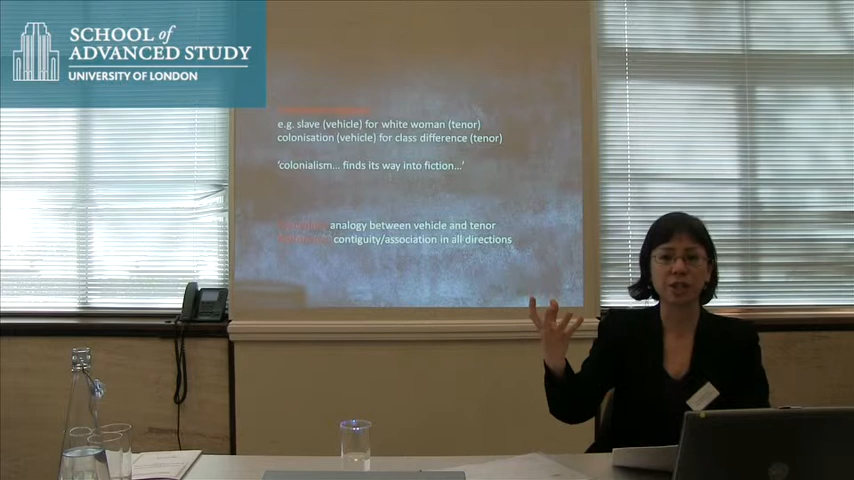 SCHOOL of
ADVANCED STUDY
UNIVERSITY OF LONDON
e.g. slave (vehicle) for white woman (tenor)
colonisation (vehicle) for class difference (tenor)
'colonialism... finds its way into fiction...'
analogy between vehicle and tenor
contiguity/association in all directions